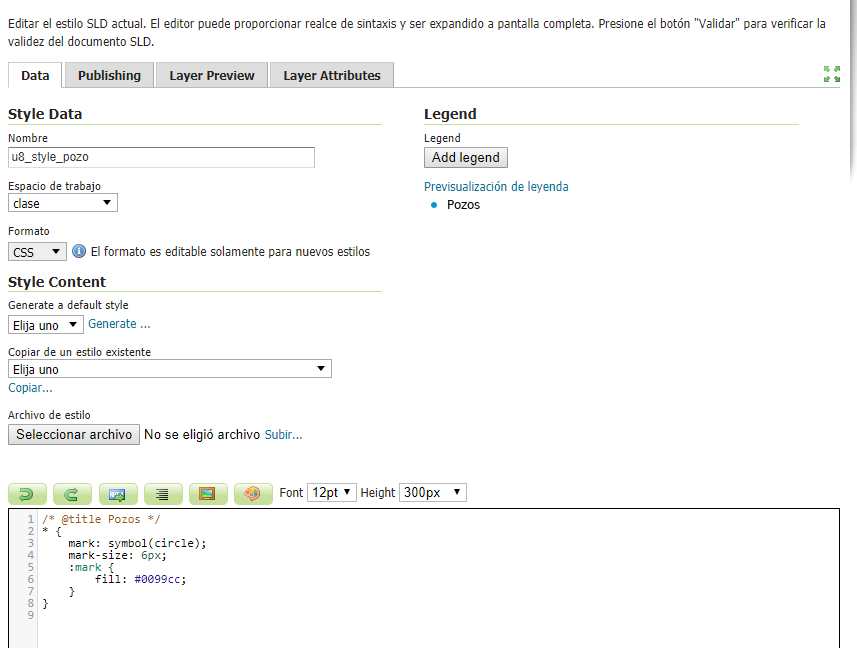 Editar el estilo SLD actual. El editor puede proporcionar realce de sintaxis y ser expandido a pantalla completa. Presione el botón "Validar" para verificar la
validez del documento SLD.
Data
Publishing
Layer Preview
Layer Attributes
Style Data
Nombre
u8_style_pozo
Espacio de trabajo
clase
Formato
CSS
El formato es editable solamente para nuevos estilos
Legend
Legend
Add legend
Previsualización de leyenda
Pozos
Style Content
Generate a default style
Elija uno
Generate ...
Copiar de un estilo existente
Elija uno
Copiar...
Archivo de estilo
Seleccionar archivo
No se eligió archivo
Subir...
Font
12pt
Height
300px
1 /* @title Pozos */
2 * {
3     mark: symbol(circle);
4     mark-size: 6px;
5     :mark {
6         fill: #0099cc;
7     }
8 }
9